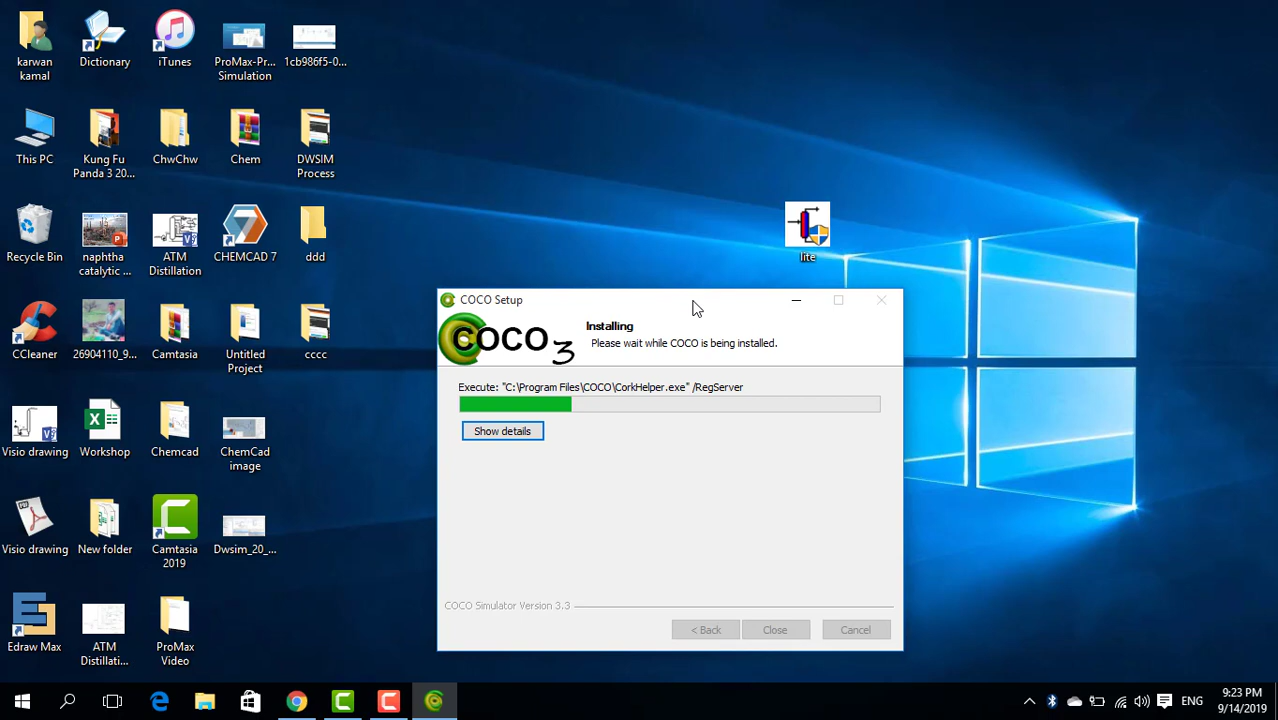 karwan
kamal
Dictionary
iTunes
ProMax-Pr...
Simulation
1cb986f5-0...
This PC
Kung Fu
Panda 3 20...
ChwChw
Chem
DWSIM
Process
Recycle Bin
naphtha
catalytic ...
ATM
Distillation
CHEMCAD 7
ddd
lite
CCleaner
26904110_9...
Camtasia
Untitled
Project
cccc
Visio drawing
Workshop
Chemcad
ChemCad
image
Visio drawing
New folder
Camtasia
2019
Dwsim_20_...
Edraw Max
ATM
Distillati...
ProMax
Video
COCO Setup
COCO 3
Installing
Please wait while COCO is being installed.
Execute: "C:\Program Files\COCO\CorkHelper.exe" /RegServer
Show details
COCO Simulator Version 3.3
< Back
Close
Cancel
ENG
9:23 PM
9/14/2019